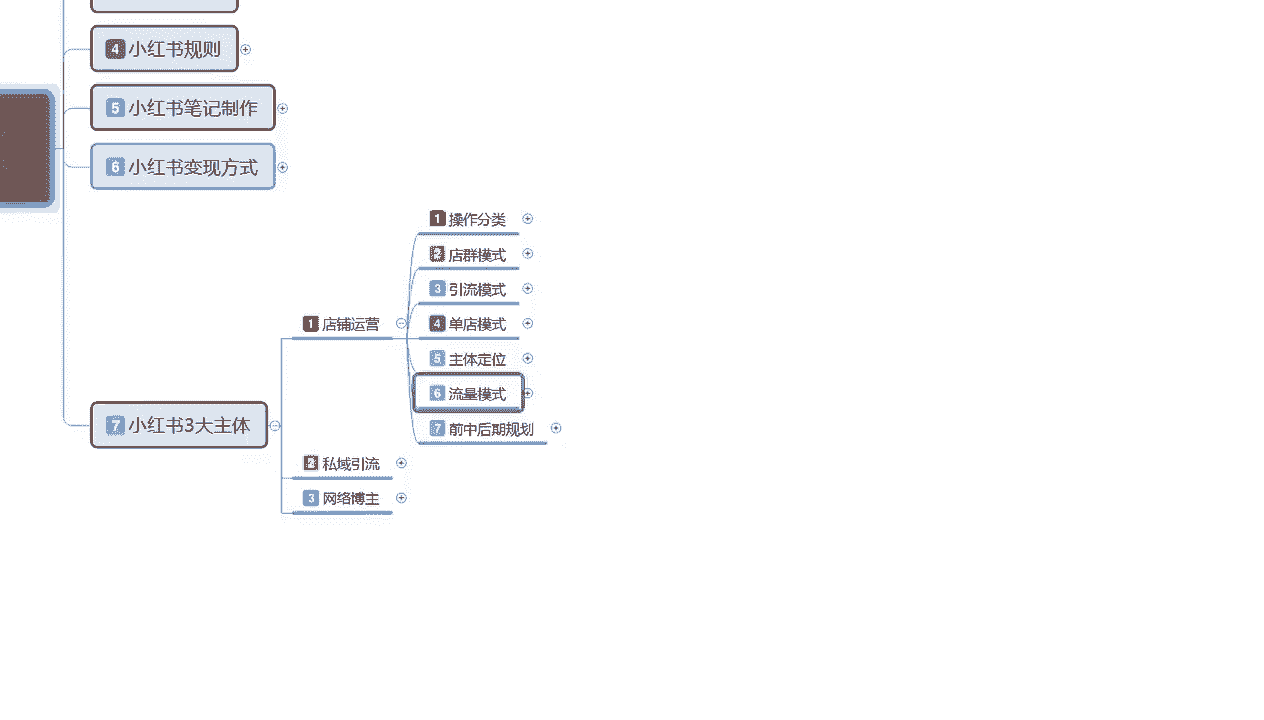 4 小红书规则
5 小红书笔记制作
6 小红书变现方式
1 操作分类
2 店群模式
3 引流模式
1 店铺运营
4 单店模式
5 主体定位
6 流量模式
7 小红书3大主体
7 前中后期规划
2 私域引流
3 网络博主